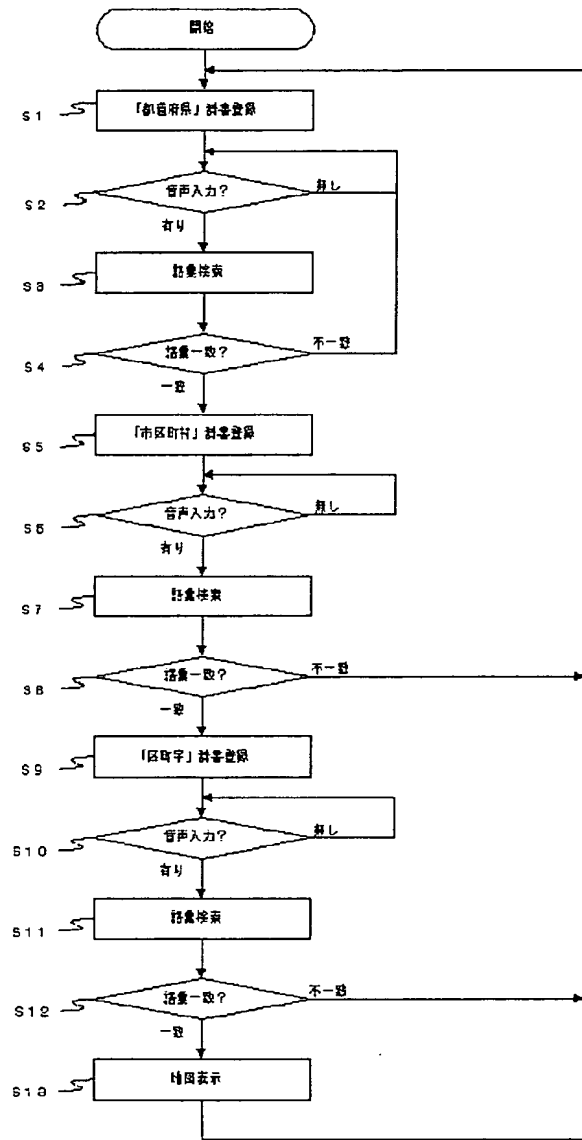 開始
S1
「都道府県」辞書登録
S2
音声入力?
無し
有り
S3
語彙検索
S4
語彙一致?
不一致
一致
S5
「市区町村」辞書登録
S6
音声入力?
無し
有り
S7
語彙検索
S8
語彙一致?
不一致
一致
S9
「区町字」辞書登録
S10
音声入力?
無し
有り
S11
語彙検索
S12
語彙一致?
不一致
一致
S13
地図表示